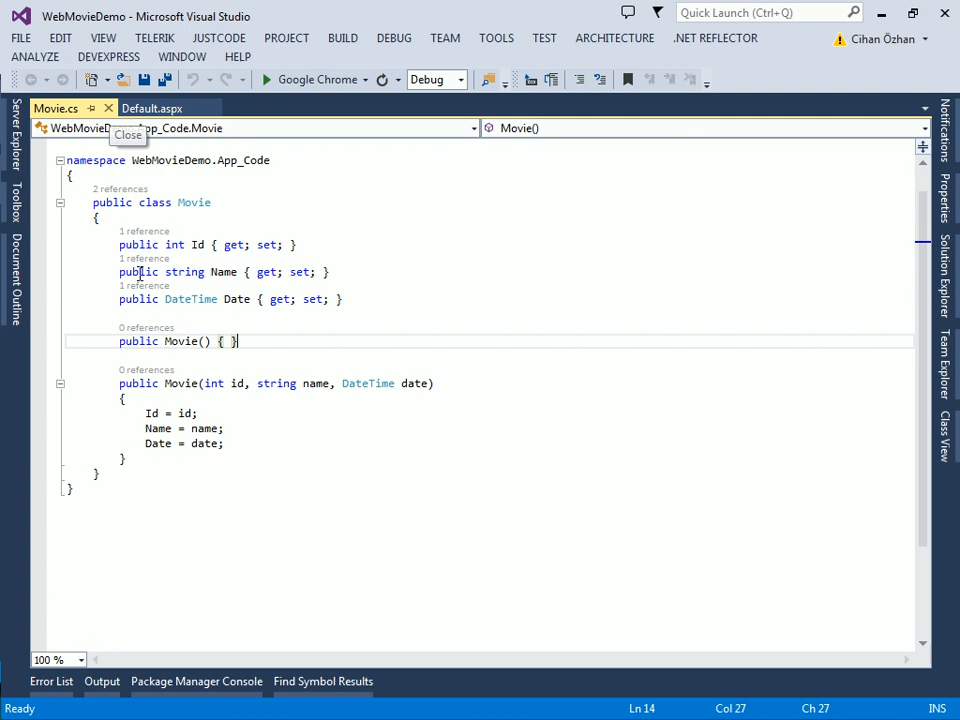 WebMovieDemo - Microsoft Visual Studio
Quick Launch (Ctrl+Q)
FILE EDIT VIEW TELERIK JUSTCODE PROJECT BUILD DEBUG TEAM TOOLS TEST ARCHITECTURE .NET REFLECTOR Cihan Özhan
ANALYZE DEVEXPRESS WINDOW HELP
Google Chrome Debug
Movie.cs Default.aspx
App_Code.Movie Movie()
Close
namespace WebMovieDemo.App_Code
{
2 references
public class Movie
{
1 reference
public int Id { get; set; }
1 reference
public string Name { get; set; }
1 reference
public DateTime Date { get; set; }
0 references
public Movie() { }
0 references
public Movie(int id, string name, DateTime date)
{
Id = id;
Name = name;
Date = date;
}
}
}
Server Explorer
Toolbox
Document Outline
Notifications
Properties
Solution Explorer
Team Explorer
Class View
100 %
Error List Output Package Manager Console Find Symbol Results
Ready Ln 14 Col 27 Ch 27 INS